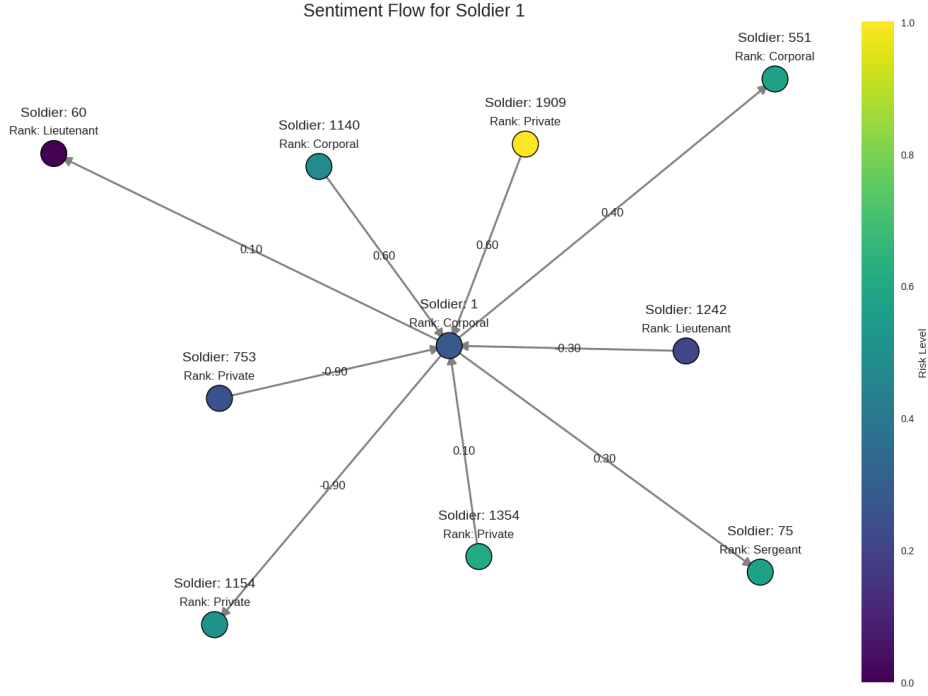 Sentiment Flow for Soldier 1
Soldier: 551
Rank: Corporal
Soldier: 1909
Rank: Private
Soldier: 60
Rank: Lieutenant
Soldier: 1140
Rank: Corporal
0.40
0.10
0.60
0.60
Soldier: 1
Rank: Corporal
Soldier: 1242
Rank: Lieutenant
-0.30
Soldier: 753
Rank: Private
-0.90
0.10
0.30
-0.90
Soldier: 1354
Rank: Private
Soldier: 75
Rank: Sergeant
Soldier: 1154
Rank: Private
1.0
0.8
0.6
0.4
0.2
0.0
Risk Level